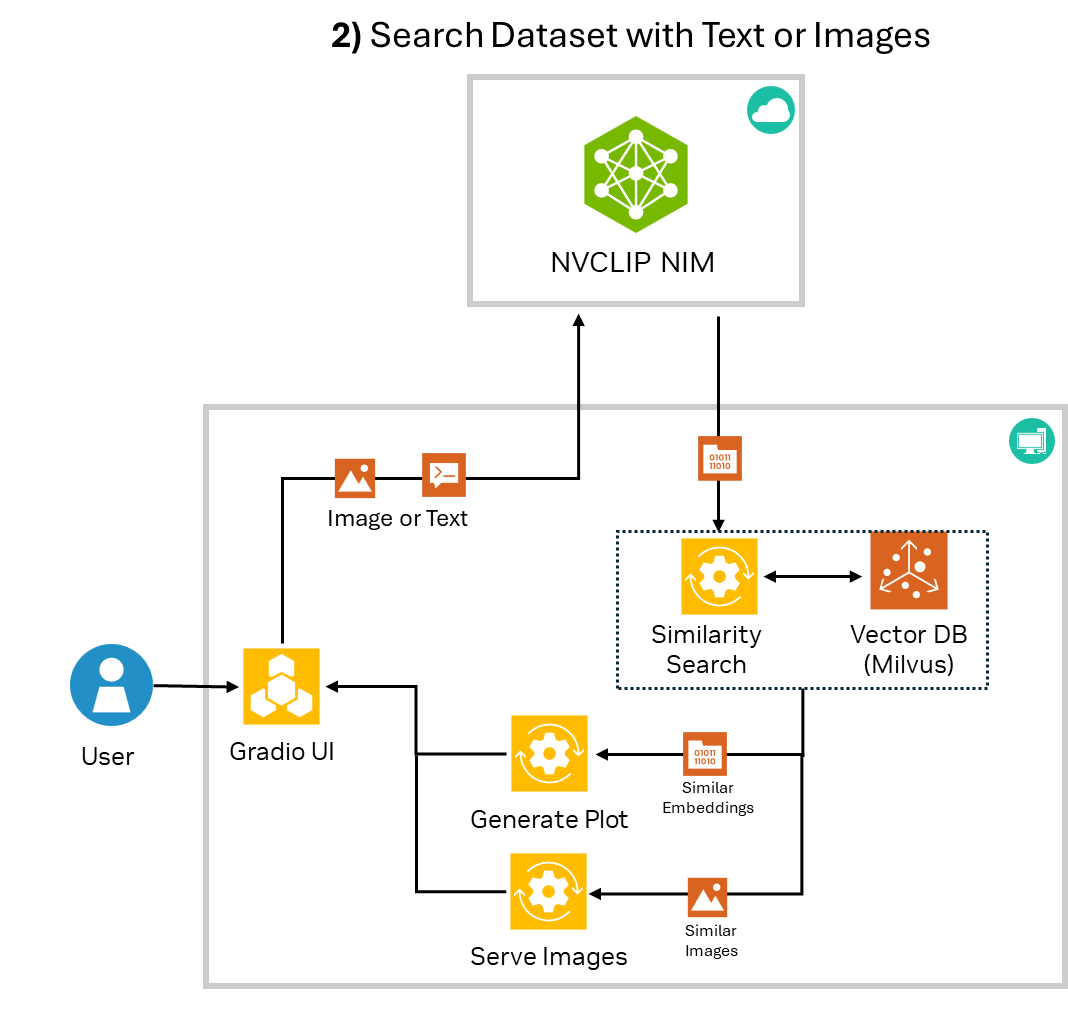 2) Search Dataset with Text or Images
NVCLIP NIM
01011
11010
Image or Text
Similarity
Search
Vector DB
(Milvus)
User
Gradio UI
01011
11010
Similar
Embeddings
Generate Plot
Similar
Images
Serve Images